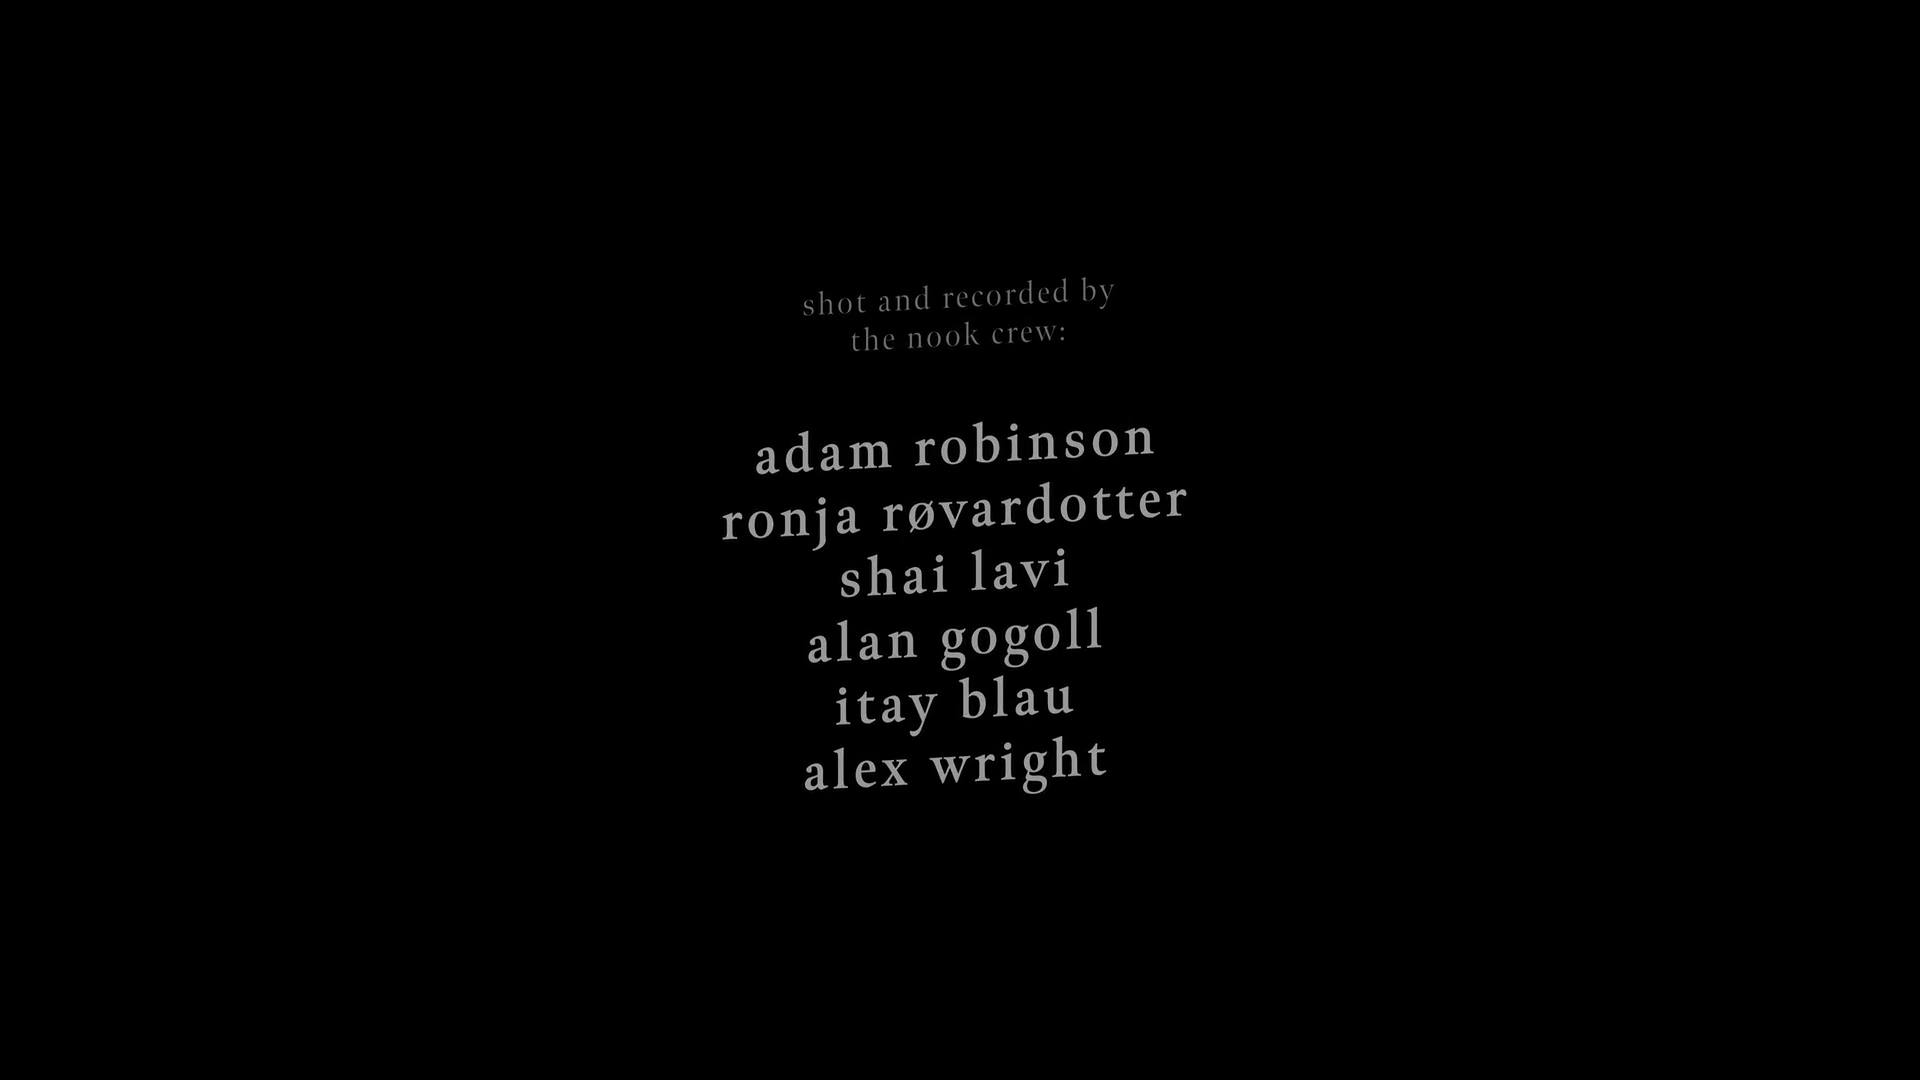 shot and recorded by
the nook crew:
adam robinson
ronja røvardotter
shai lavi
alan gogoll
itay blau
alex wright